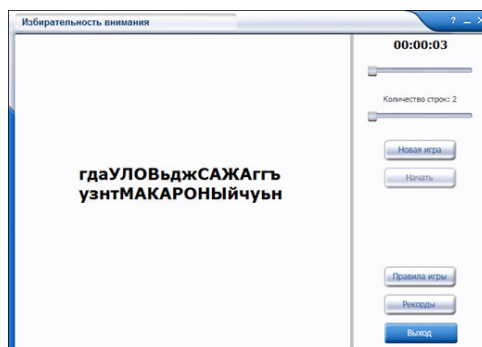 Избирательность внимания
? _ ×
00:00:03
Количество строк: 2
Новая игра
Начать
гдаУЛОВьджСАЖАггъ
узнтМАКАРОНЫйчуьн
Правила игры
Рекорды
Выход